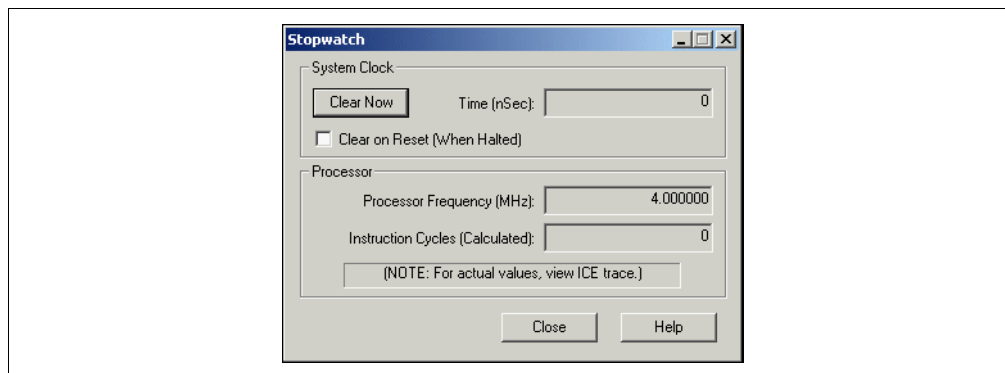 Stopwatch
System Clock
Clear Now
Time (nSec):
0
Clear on Reset (When Halted)
Processor
Processor Frequency (MHz):
4.000000
Instruction Cycles (Calculated):
0
(NOTE: For actual values, view ICE trace.)
Close
Help